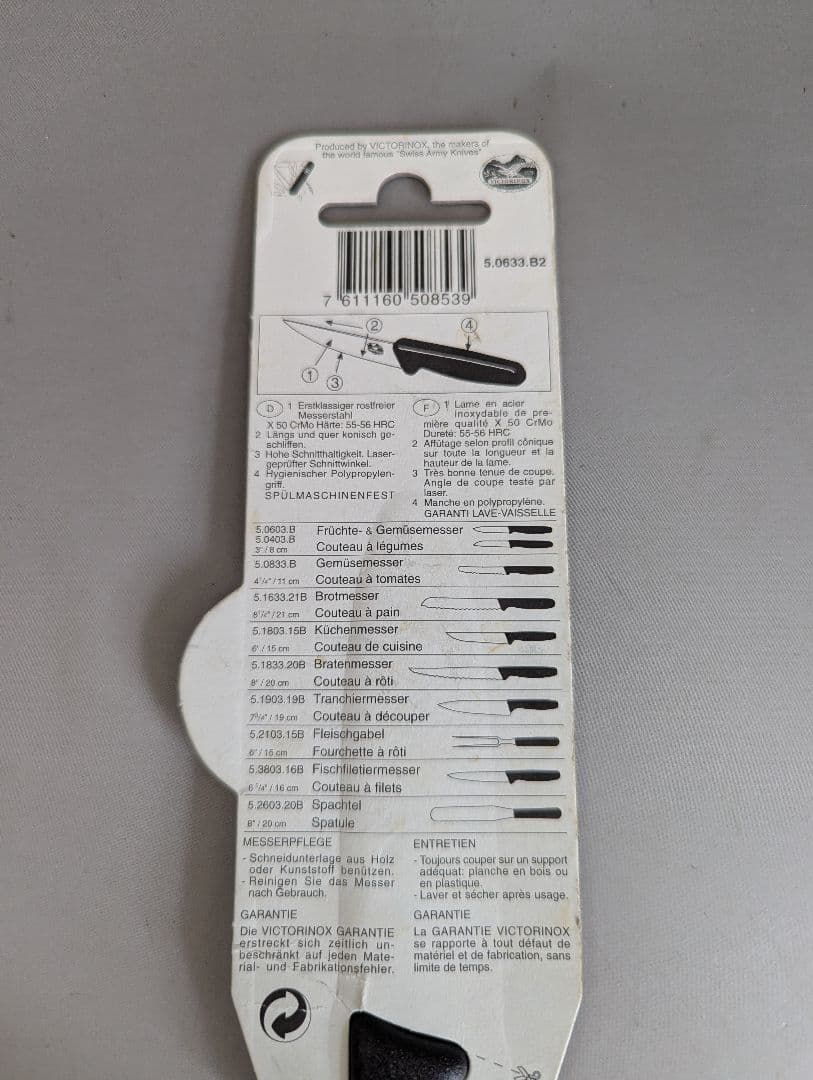 Produced by VICTORINOX, the makers of
the world famous "Swiss Army Knives"
VICTORINOX
5.0633.B2
7 611160 508539
2
4
1
3
D 1 Erstklassiger rostfreier
Messerstahl
X 50 CrMo Härte: 55-56 HRC
2 Längs und quer konisch ge-
schliffen.
3 Hohe Schnitthaltigkeit. Laser-
geprüfter Schnittwinkel.
4 Hygienischer Polypropylen-
griff.
SPÜLMASCHINENFEST
F 1 Lame en acier
inoxydable de pre-
mière qualité X 50 CrMo
Dureté: 55-56 HRC
2 Affûtage selon profil cônique
sur toute la longueur et la
hauteur de la lame.
3 Très bonne tenue de coupe.
Angle de coupe testé par
laser.
4 Manche en polypropylène.
GARANTI LAVE-VAISSELLE
5.0603.B Früchte- & Gemüsemesser
5.0403.B
3" / 8 cm Couteau à légumes
5.0833.B Gemüsemesser
4 1/4" / 11 cm Couteau à tomates
5.1633.21B Brotmesser
8 1/2" / 21 cm Couteau à pain
5.1803.15B Küchenmesser
6" / 15 cm Couteau de cuisine
5.1833.20B Bratenmesser
8" / 20 cm Couteau à rôti
5.1903.19B Tranchiermesser
/ 19 cm Couteau à découper
5.2103.15B Fleischgabel
6" / 15 cm Fourchette à rôti
5.3803.16B Fischfiletiermesser
6 1/4" / 16 cm Couteau à filets
5.2603.20B Spachtel
8" / 20 cm Spatule
MESSERPFLEGE
- Schneidunterlage aus Holz
oder Kunststoff benützen.
- Reinigen Sie das Messer
nach Gebrauch.
GARANTIE
Die VICTORINOX GARANTIE
erstreckt sich zeitlich un-
beschränkt auf jeden Mate-
rial- und Fabrikationsfehler.
ENTRETIEN
- Toujours couper sur un support
adéquat: planche en bois ou
en plastique.
- Laver et sécher après usage.
GARANTIE
La GARANTIE VICTORINOX
se rapporte à tout défaut de
matériel et de fabrication, sans
limite de temps.